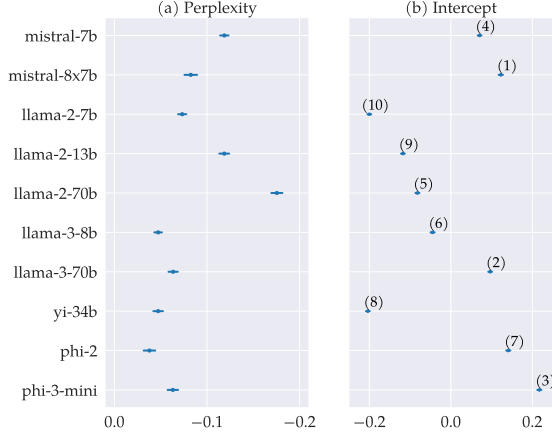 (a) Perplexity
(b) Intercept
mistral-7b (4)
mistral-8x7b (1)
llama-2-7b (10)
llama-2-13b (9)
llama-2-70b (5)
llama-3-8b (6)
llama-3-70b (2)
yi-34b (8)
phi-2 (7)
phi-3-mini (3)
0.0 −0.1 −0.2
−0.2 0.0 0.2